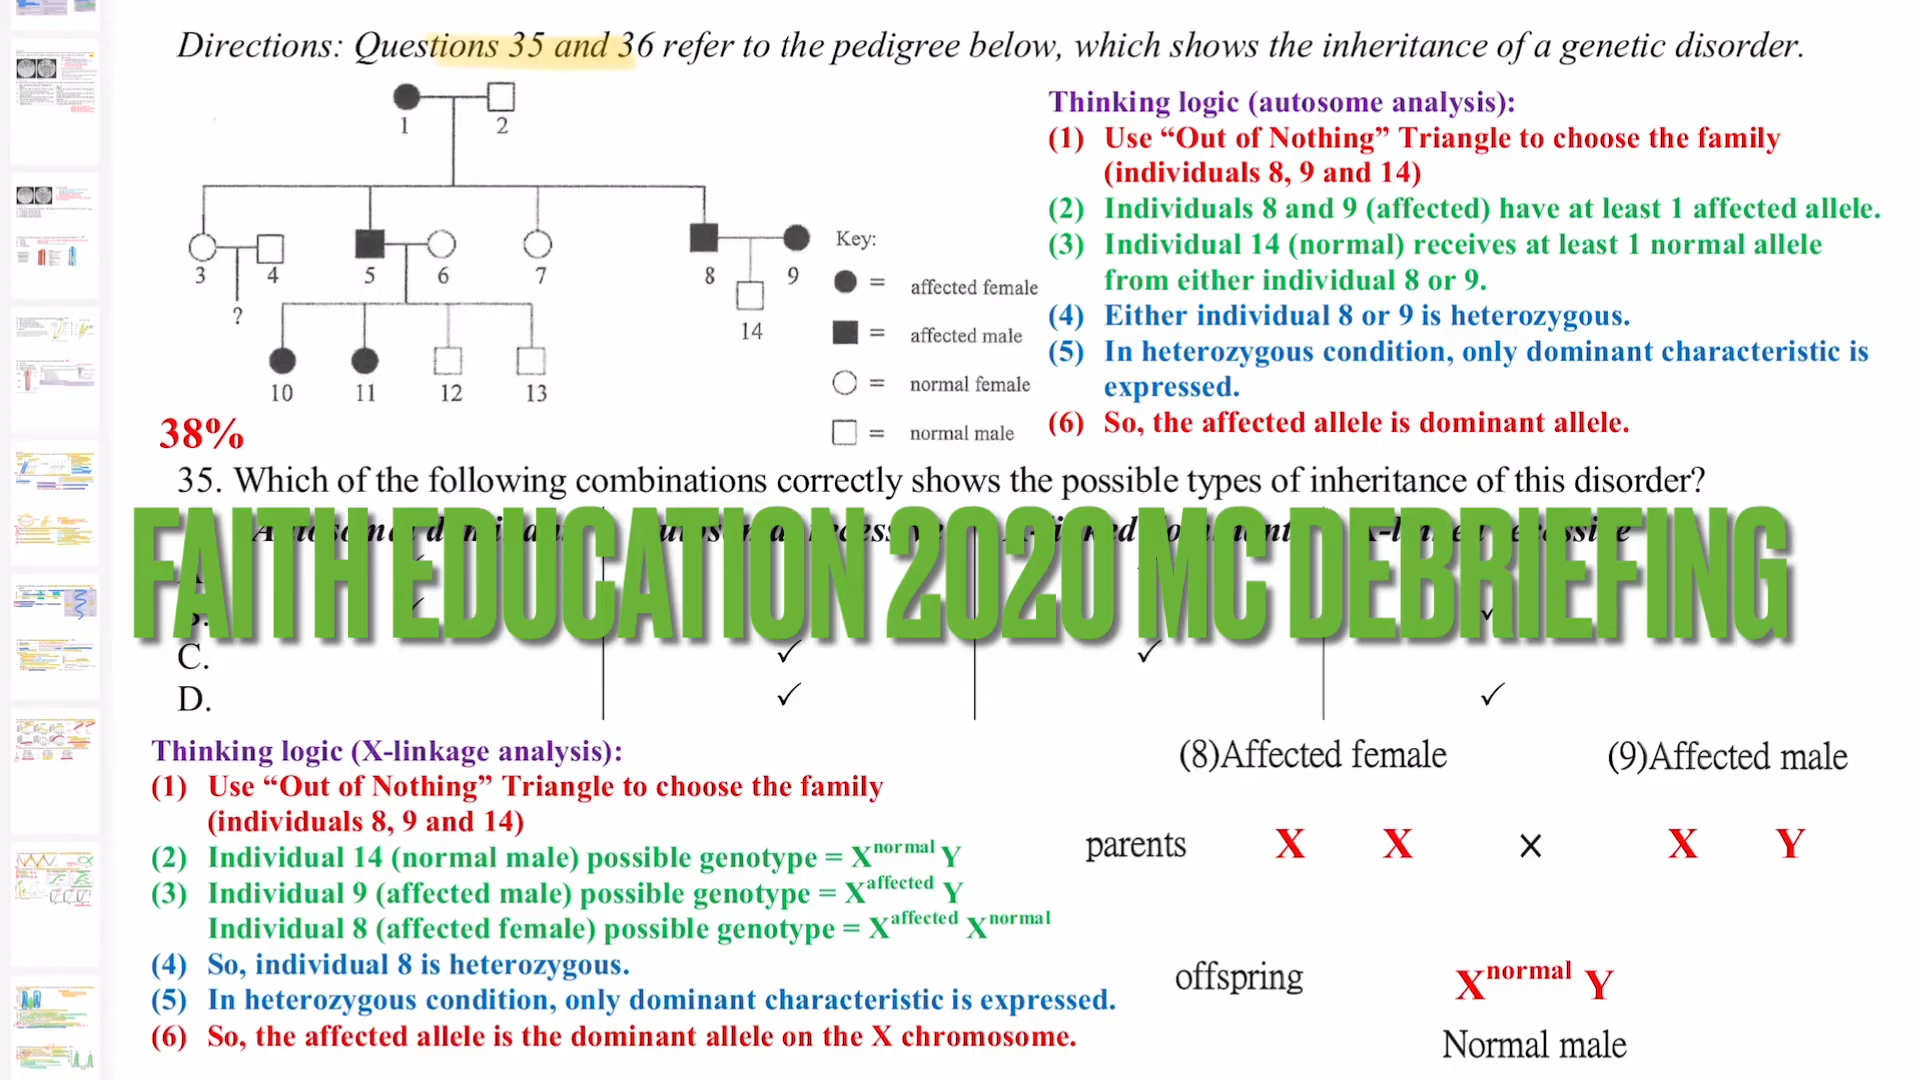 Directions: Questions 35 and 36 refer to the pedigree below, which shows the inheritance of a genetic disorder.
1 2
3 4 5 6 7 8 9
?
14
10 11 12 13
Key:
= affected female
= affected male
= normal female
= normal male
Thinking logic (autosome analysis):
(1) Use “Out of Nothing” Triangle to choose the family
(individuals 8, 9 and 14)
(2) Individuals 8 and 9 (affected) have at least 1 affected allele.
(3) Individual 14 (normal) receives at least 1 normal allele
from either individual 8 or 9.
(4) Either individual 8 or 9 is heterozygous.
(5) In heterozygous condition, only dominant characteristic is
expressed.
(6) So, the affected allele is dominant allele.
38%
35. Which of the following combinations correctly shows the possible types of inheritance of this disorder?
FAITH EDUCATION 2020 MC DEBRIEFING
C. ✓ ✓
D. ✓ ✓
Thinking logic (X-linkage analysis):
(1) Use “Out of Nothing” Triangle to choose the family
(individuals 8, 9 and 14)
(2) Individual 14 (normal male) possible genotype = X^normal Y
(3) Individual 9 (affected male) possible genotype = X^affected Y
Individual 8 (affected female) possible genotype = X^affected X^normal
(4) So, individual 8 is heterozygous.
(5) In heterozygous condition, only dominant characteristic is expressed.
(6) So, the affected allele is the dominant allele on the X chromosome.
(8)Affected female (9)Affected male
parents X X × X Y
offspring X^normal Y
Normal male